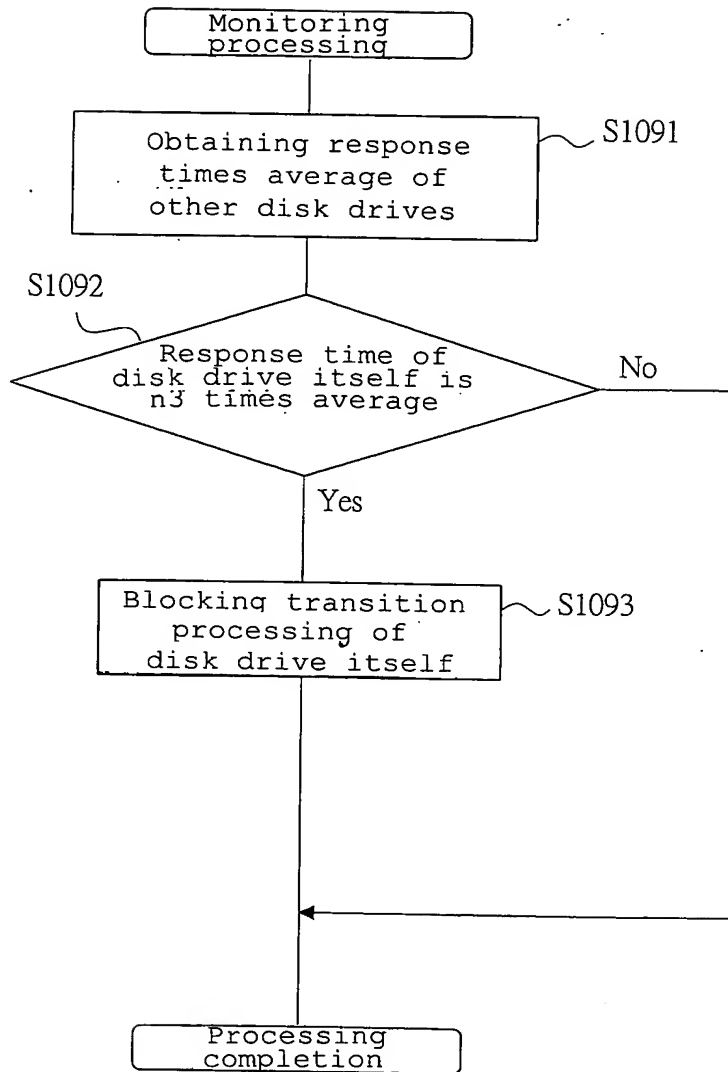 Monitoring
processing
Obtaining response
times average of
other disk drives
S1091
S1092
Response time of
disk drive itself is
n3 times average
No
Yes
Blocking transition
processing of
disk drive itself
S1093
Processing
completion